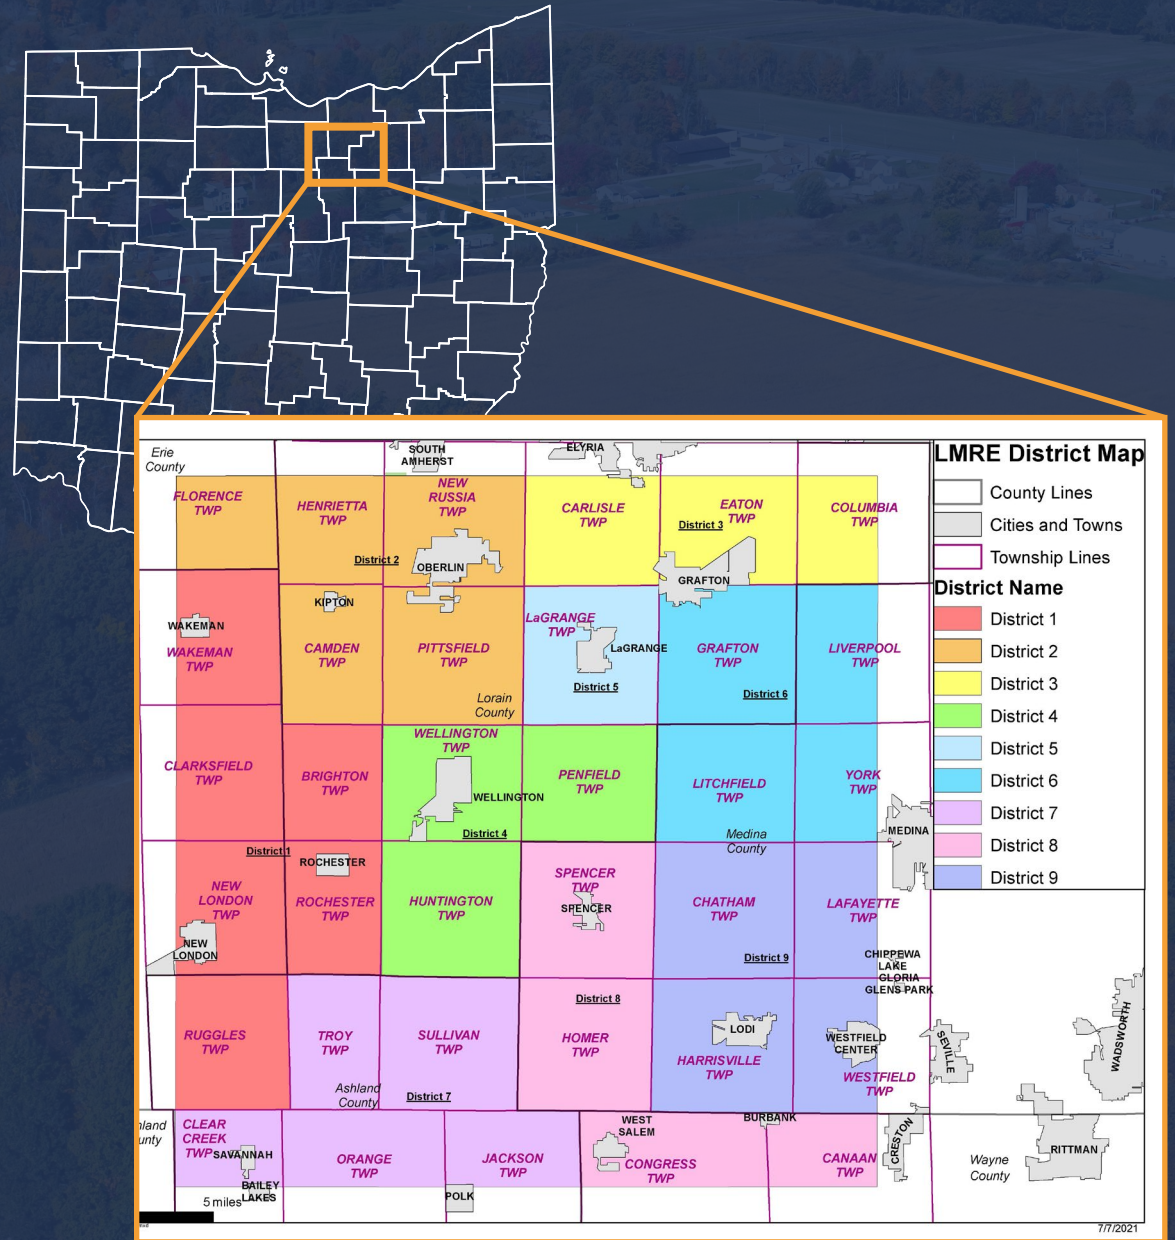 Erie
County
SOUTH
AMHERST
ELYRIA
LMRE District Map
County Lines
Cities and Towns
Township Lines
District Name
District 1
District 2
District 3
District 4
District 5
District 6
District 7
District 8
District 9
FLORENCE
TWP
HENRIETTA
TWP
NEW
RUSSIA
TWP
CARLISLE
TWP
EATON
TWP
COLUMBIA
TWP
District 3
District 2
OBERLIN
GRAFTON
KIPTON
WAKEMAN
WAKEMAN
TWP
CAMDEN
TWP
PITTSFIELD
TWP
LaGRANGE
TWP
LaGRANGE
GRAFTON
TWP
LIVERPOOL
TWP
District 5
District 6
Lorain
County
CLARKSFIELD
TWP
BRIGHTON
TWP
WELLINGTON
TWP
WELLINGTON
PENFIELD
TWP
LITCHFIELD
TWP
YORK
TWP
District 4
Medina
County
MEDINA
District 1
ROCHESTER
NEW
LONDON
TWP
ROCHESTER
TWP
HUNTINGTON
TWP
SPENCER
TWP
SPENCER
CHATHAM
TWP
LAFAYETTE
TWP
NEW
LONDON
District 9
CHIPPEWA
LAKE
GLORIA
GLENS PARK
District 8
RUGGLES
TWP
TROY
TWP
SULLIVAN
TWP
HOMER
TWP
LODI
HARRISVILLE
TWP
WESTFIELD
CENTER
WESTFIELD
TWP
SEVILLE
WADSWORTH
Ashland
County
District 7
CLEAR
CREEK
TWP
SAVANNAH
BAILEY
LAKES
ORANGE
TWP
JACKSON
TWP
POLK
WEST
SALEM
CONGRESS
TWP
BURBANK
CANAAN
TWP
CRESTON
Wayne
County
RITTMAN
5 miles
7/7/2021